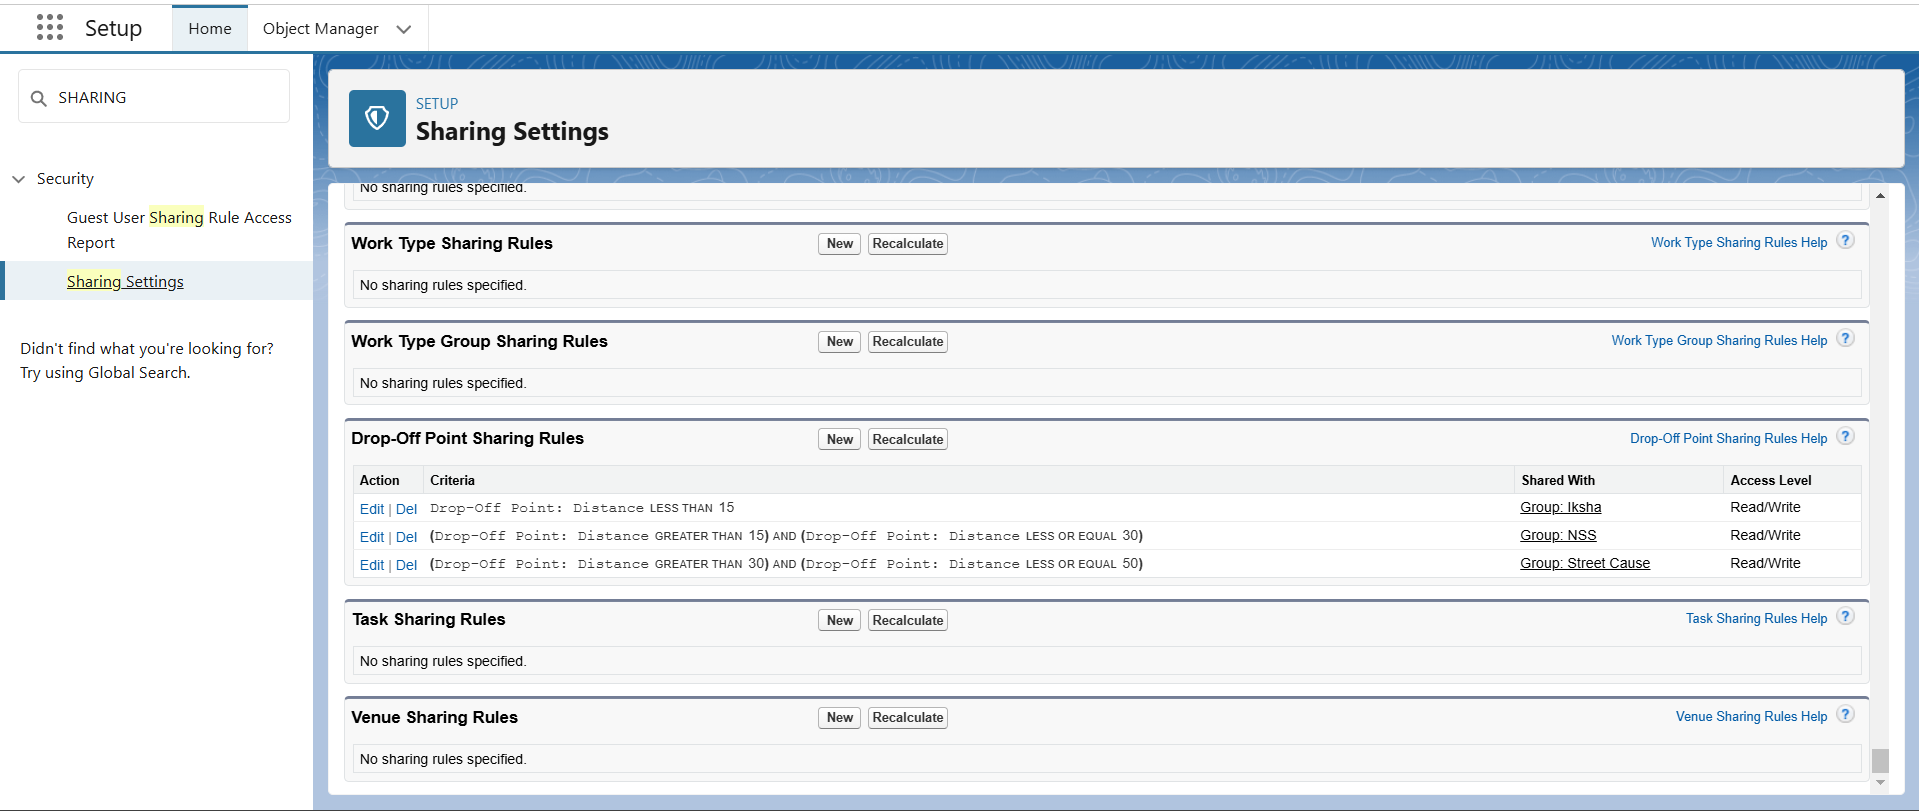 Setup
Home
Object Manager
SHARING
Security
Guest User Sharing Rule Access
Report
Sharing Settings
Didn't find what you're looking for?
Try using Global Search.
SETUP
Sharing Settings
No sharing rules specified.
Work Type Sharing Rules New Recalculate Work Type Sharing Rules Help ?
No sharing rules specified.
Work Type Group Sharing Rules New Recalculate Work Type Group Sharing Rules Help ?
No sharing rules specified.
Drop-Off Point Sharing Rules New Recalculate Drop-Off Point Sharing Rules Help ?
Action Criteria Shared With Access Level
Edit | Del Drop-Off Point: Distance LESS THAN 15 Group: Iksha Read/Write
Edit | Del (Drop-Off Point: Distance GREATER THAN 15) AND (Drop-Off Point: Distance LESS OR EQUAL 30) Group: NSS Read/Write
Edit | Del (Drop-Off Point: Distance GREATER THAN 30) AND (Drop-Off Point: Distance LESS OR EQUAL 50) Group: Street Cause Read/Write
Task Sharing Rules New Recalculate Task Sharing Rules Help ?
No sharing rules specified.
Venue Sharing Rules New Recalculate Venue Sharing Rules Help ?
No sharing rules specified.